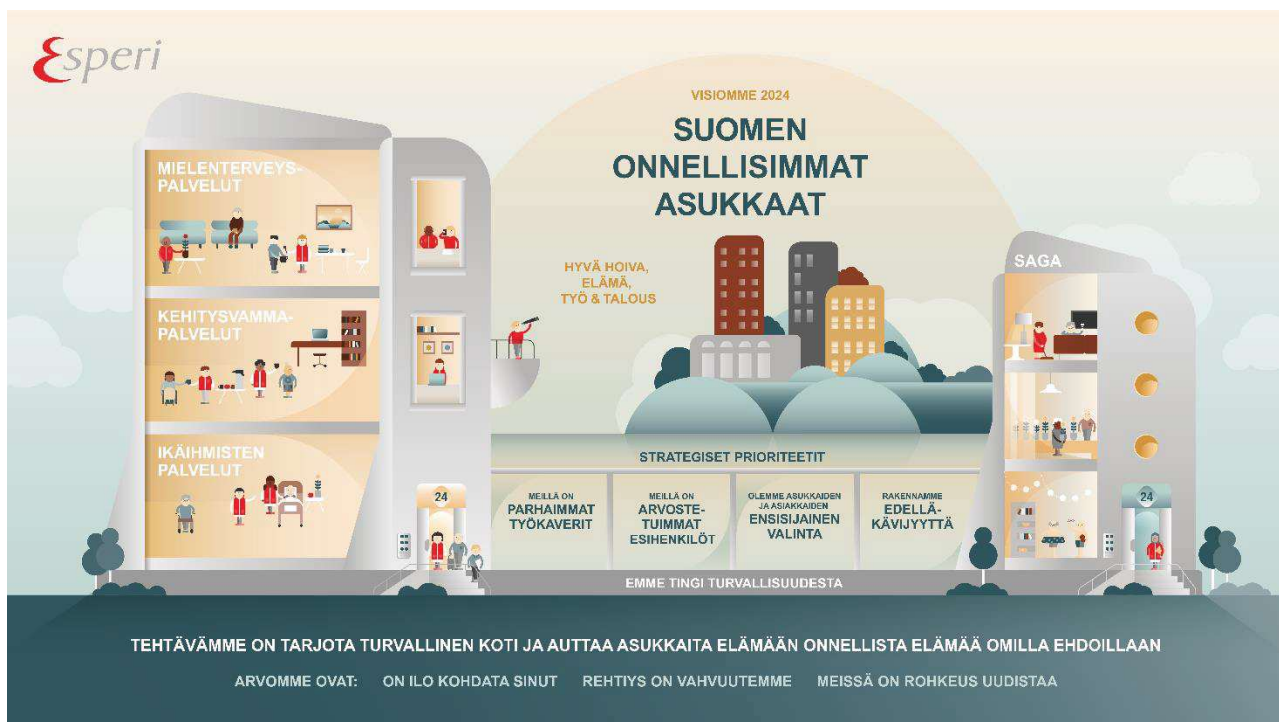 Esperi
VISIOMME 2024
SUOMEN
ONNELLISIMMAT
ASUKKAAT
HYVÄ HOIVA,
ELÄMÄ,
TYÖ & TALOUS
MIELENTERVEYS-
PALVELUT
KEHITYSVAMMA-
PALVELUT
IKÄIHMISTEN
PALVELUT
24
SAGA
24
STRATEGISET PRIORITEETIT
MEILLÄ ON
PARHAIMMAT
TYÖKAVERIT
MEILLÄ ON
ARVOSTE-
TUIMMAT
ESIHENKILÖT
OLEMME ASUKKAIDEN
JA ASIAKKAIDEN
ENSISIJAINEN
VALINTA
RAKENNAMME
EDELLÄ-
KÄVIJYYTTÄ
EMME TINGI TURVALLISUUDESTA
TEHTÄVÄMME ON TARJOTA TURVALLINEN KOTI JA AUTTAA ASUKKAITA ELÄMÄÄN ONNELLISTA ELÄMÄÄ OMILLA EHDOILLAAN
ARVOMME OVAT: ON ILO KOHDATA SINUT REHTIYS ON VAHVUUTEMME MEISSÄ ON ROHKEUS UUDISTAA